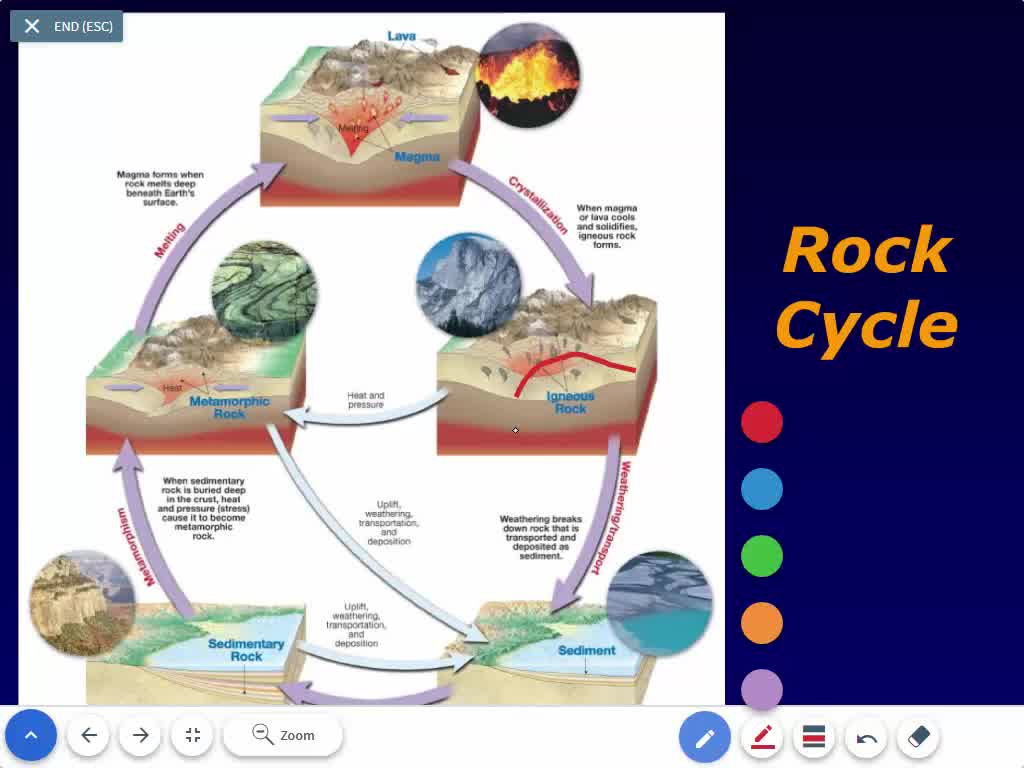 END (ESC)
Lava
Melting
Magma
Magma forms when
rock melts deep
beneath Earth's
surface.
Melting
Crystallization
When magma
or lava cools
and solidifies,
igneous rock
forms.
Rock
Cycle
Heat
Metamorphic
Rock
Heat and
pressure
Igneous
Rock
When sedimentary
rock is buried deep
in the crust, heat
and pressure (stress)
cause it to become
metamorphic
rock.
Metamorphism
Uplift,
weathering,
transportation,
and
deposition
Weathering breaks
down rock that is
transported and
deposited as
sediment.
Weathering/transport
Uplift,
weathering,
transportation,
and
deposition
Sedimentary
Rock
Sediment
Zoom